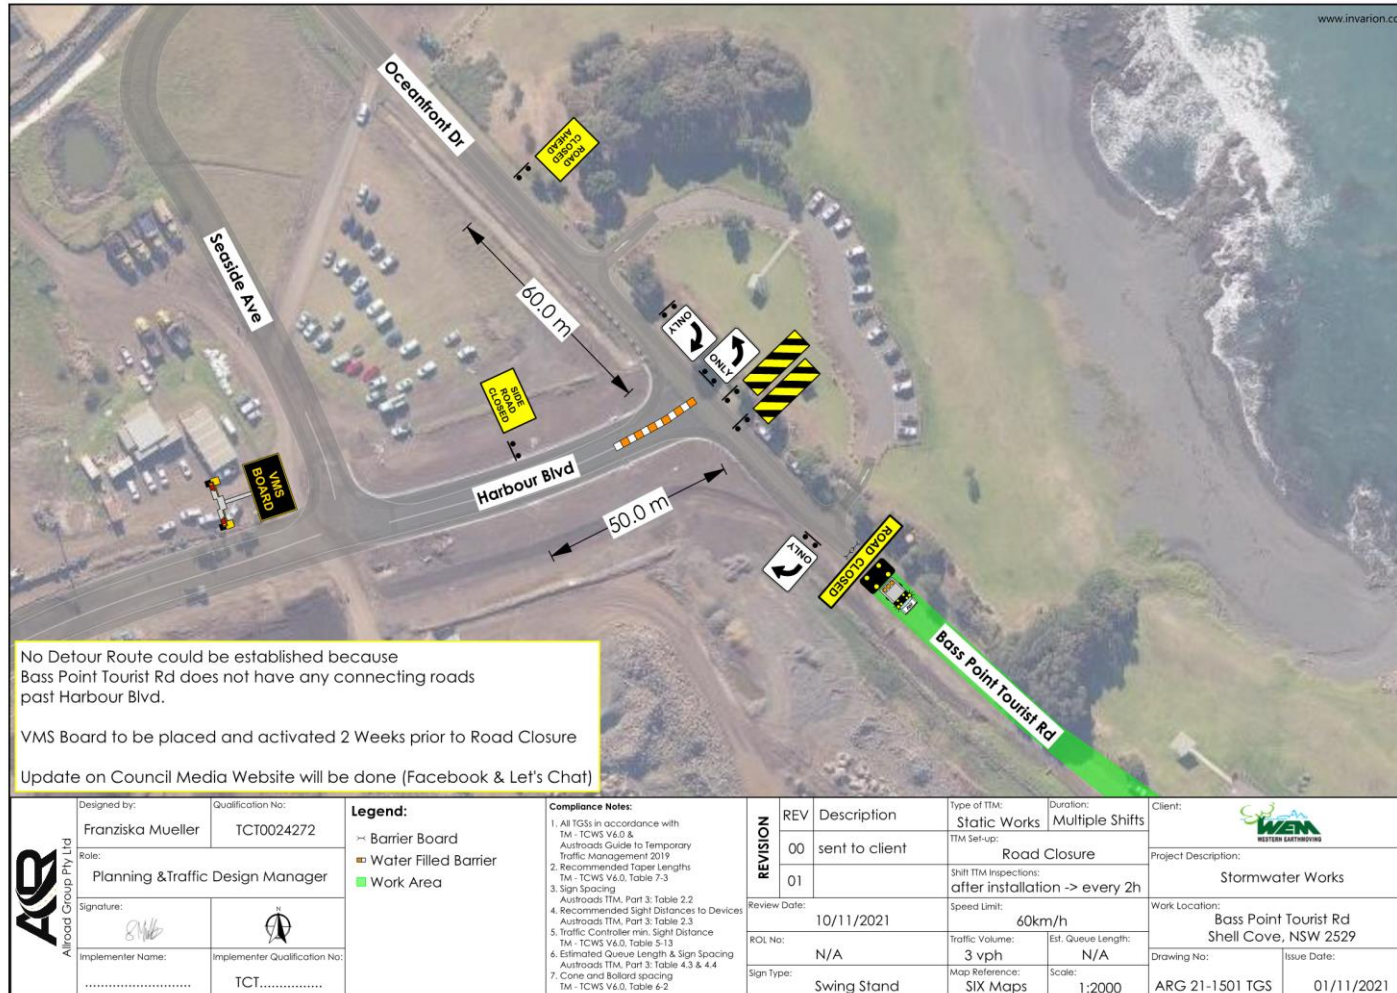 www.invarion.co
Oceanfront Dr
ROAD
CLOSED
AHEAD
Seaside Ave
60.0 m
ONLY
ONLY
SIDE
ROAD
CLOSED
VMS
BOARD
Harbour Blvd
50.0 m
ONLY
ROAD CLOSED
Bass Point Tourist Rd
No Detour Route could be established because
Bass Point Tourist Rd does not have any connecting roads
past Harbour Blvd.
VMS Board to be placed and activated 2 Weeks prior to Road Closure
Update on Council Media Website will be done (Facebook & Let's Chat)
Allroad Group Pty Ltd
Designed by:
Franziska Mueller
Qualification No:
TCT0024272
Role:
Planning &Traffic Design Manager
Signature:
N
Implementer Name:
..........................
Implementer Qualification No:
TCT................
Legend:
Barrier Board
Water Filled Barrier
Work Area
Compliance Notes:
1. All TGSs in accordance with
TM - TCWS V6.0 &
Austroads Guide to Temporary
Traffic Management 2019
2. Recommended Taper Lengths
TM - TCWS V6.0, Table 7-3
3. Sign Spacing
Austroads TTM, Part 3: Table 2.2
4. Recommended Sight Distances to Devices
Austroads TTM, Part 3: Table 2.3
5. Traffic Controller min. Sight Distance
TM - TCWS V6.0, Table 5-13
6. Estimated Queue Length & Sign Spacing
Austroads TTM, Part 3: Table 4.3 & 4.4
7. Cone and Bollard spacing
TM - TCWS V6.0, Table 6-2
REVISION
REV Description
00 sent to client
01
Review Date:
10/11/2021
ROL No:
N/A
Sign Type:
Swing Stand
Type of TTM:
Static Works
Duration:
Multiple Shifts
TTM Set-up:
Road Closure
Shift TTM Inspections:
after installation -> every 2h
Speed Limit:
60km/h
Traffic Volume:
3 vph
Est. Queue Length:
N/A
Map Reference:
SIX Maps
Scale:
1:2000
Client:
WEM
WESTERN EARTHMOVING
Project Description:
Stormwater Works
Work Location:
Bass Point Tourist Rd
Shell Cove, NSW 2529
Drawing No:
ARG 21-1501 TGS
Issue Date:
01/11/2021